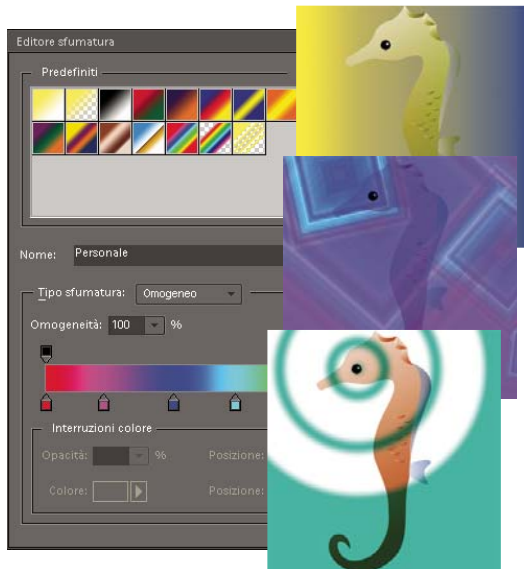 Editore sfumatura
Predefiniti
Nome: Personale
Tipo sfumatura: Omogeneo
Omogeneità: 100 %
Interruzioni colore
Opacità: % Posizione:
Colore: Posizione: